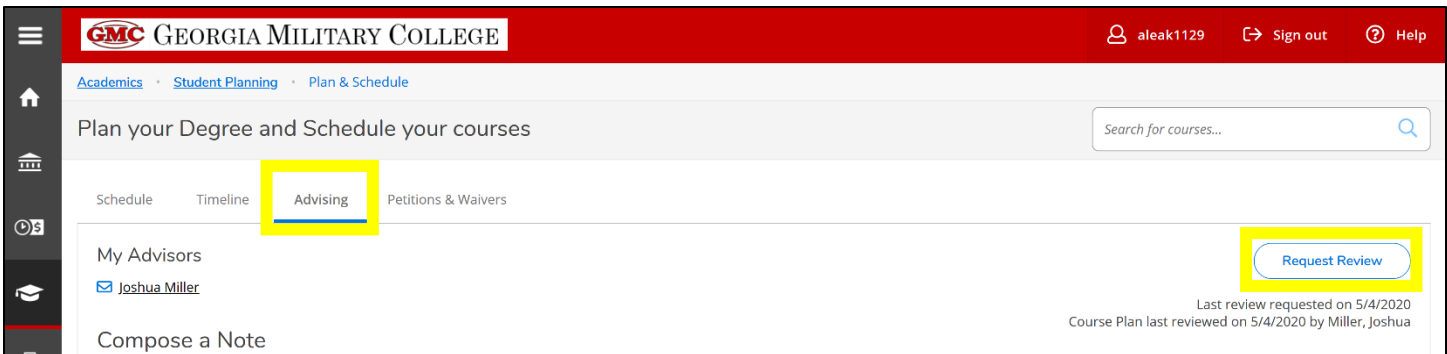 GMC GEORGIA MILITARY COLLEGE
aleak1129 Sign out ? Help
Academics · Student Planning · Plan & Schedule
Plan your Degree and Schedule your courses
Search for courses...
Schedule Timeline Advising Petitions & Waivers
My Advisors
Request Review
Joshua Miller
Last review requested on 5/4/2020
Course Plan last reviewed on 5/4/2020 by Miller, Joshua
Compose a Note